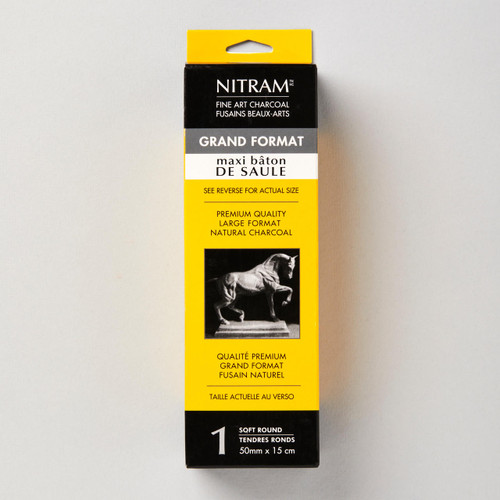 NITRAM
FINE ART CHARCOAL
FUSAINS BEAUX•ARTS
GRAND FORMAT
maxi bâton
DE SAULE
SEE REVERSE FOR ACTUAL SIZE
PREMIUM QUALITY
LARGE FORMAT
NATURAL CHARCOAL
QUALITÉ PREMIUM
GRAND FORMAT
FUSAIN NATUREL
TAILLE ACTUELLE AU VERSO
1
SOFT ROUND
TENDRES RONDS
50mm x 15 cm